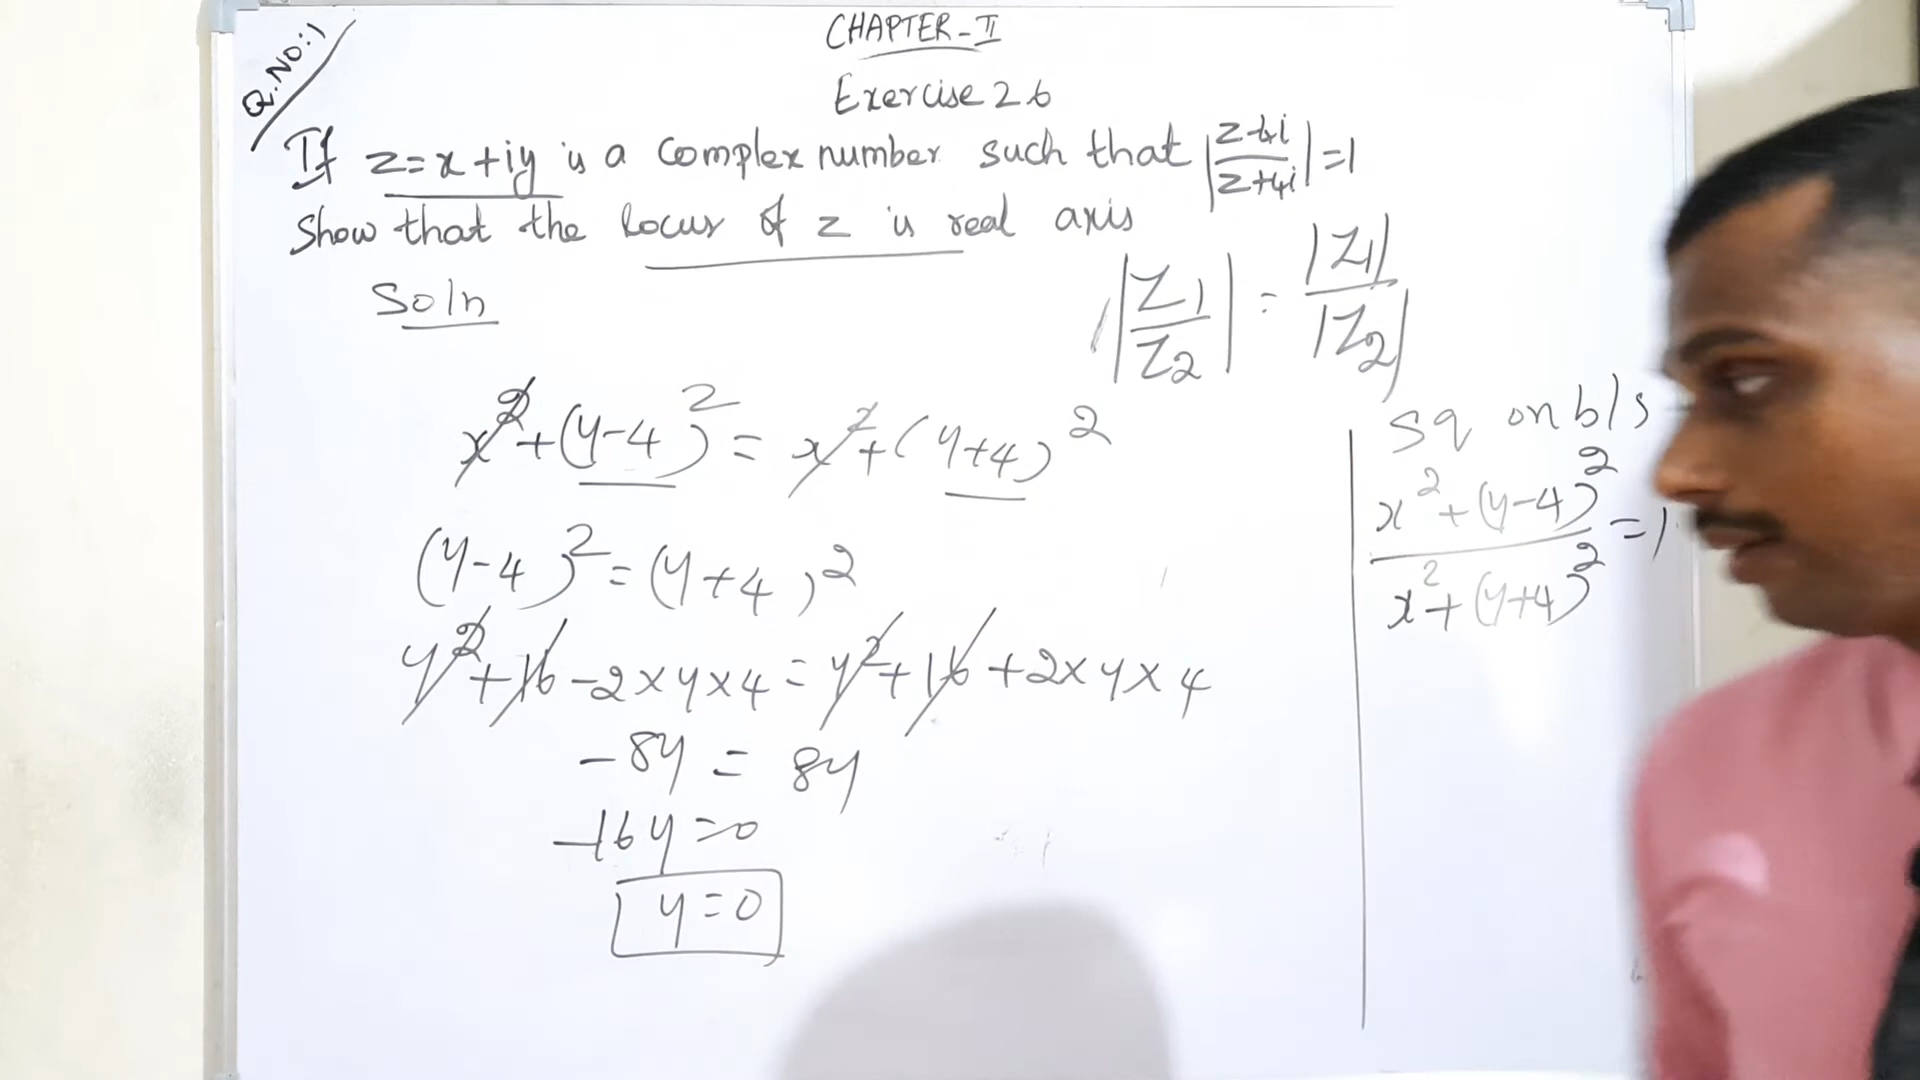 Q.NO:1
CHAPTER-II
Exercise 2.6
If z=x+iy is a complex number such that |z-4i/z+4i|=1
Show that the locus of z is real axis
Soln
|Z1/Z2| = |Z1|/|Z2|
x²+(y-4)² = x²+(y+4)²
(y-4)² = (y+4)²
y²+16-2×y×4 = y²+16+2×y×4
-8y = 8y
-16y=0
y=0
sq on b/s
x²+(y-4)²/x²+(y+4)² =1